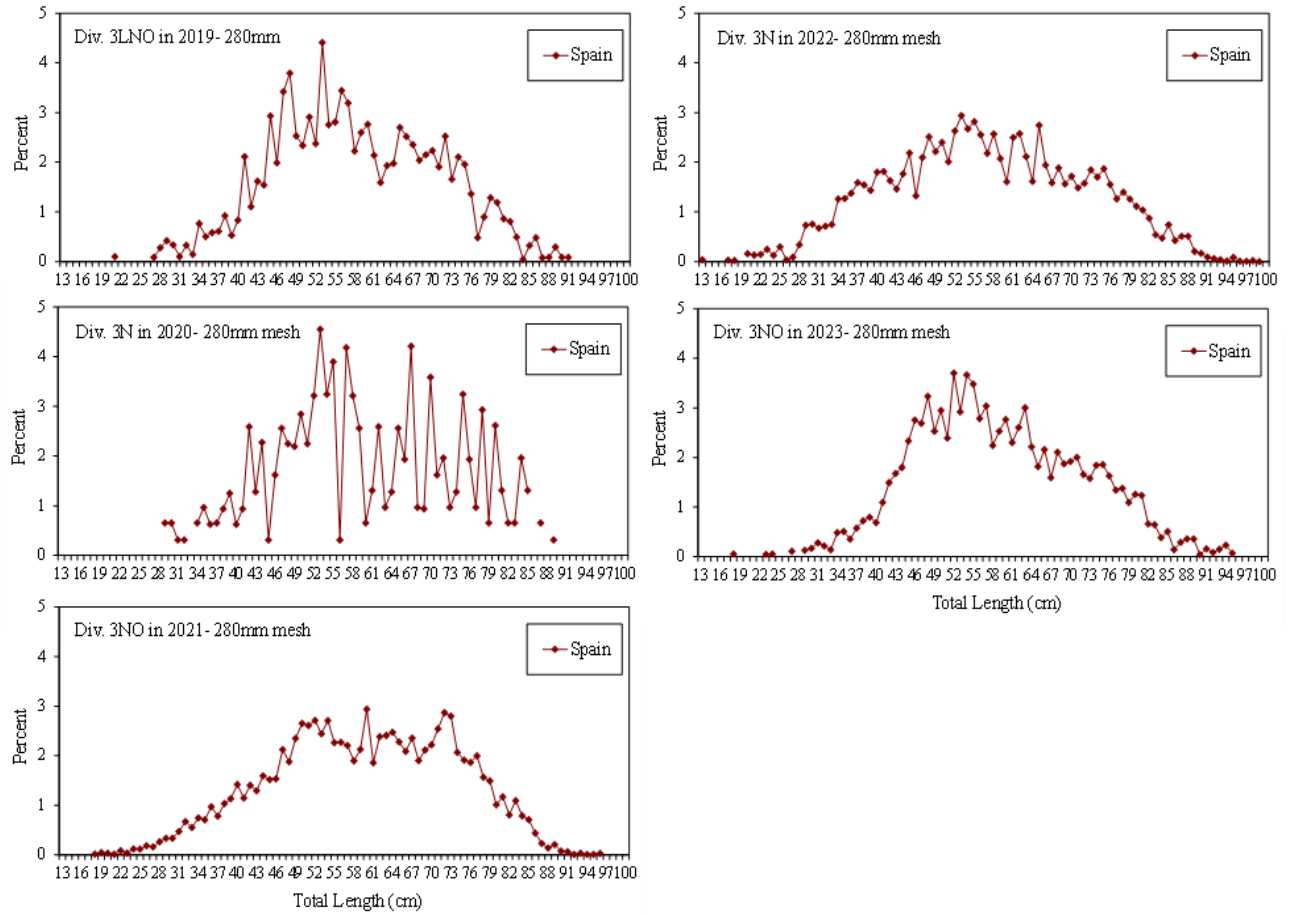 Div. 3LNO in 2019- 280mm
Spain
Percent
5
4
3
2
1
0
13 16 19 22 25 28 31 34 37 40 43 46 49 52 55 58 61 64 67 70 73 76 79 82 85 88 91 94 97 100
Div. 3N in 2020- 280mm mesh
Spain
Percent
5
4
3
2
1
0
13 16 19 22 25 28 31 34 37 40 43 46 49 52 55 58 61 64 67 70 73 76 79 82 85 88 91 94 97 100
Div. 3NO in 2021- 280mm mesh
Spain
Percent
5
4
3
2
1
0
13 16 19 22 25 28 31 34 37 40 43 46 49 52 55 58 61 64 67 70 73 76 79 82 85 88 91 94 97 100
Total Length (cm)
Div. 3N in 2022- 280mm mesh
Spain
Percent
5
4
3
2
1
0
13 16 19 22 25 28 31 34 37 40 43 46 49 52 55 58 61 64 67 70 73 76 79 82 85 88 91 94 97 100
Div. 3NO in 2023- 280mm mesh
Spain
Percent
5
4
3
2
1
0
13 16 19 22 25 28 31 34 37 40 43 46 49 52 55 58 61 64 67 70 73 76 79 82 85 88 91 94 97 100
Total Length (cm)